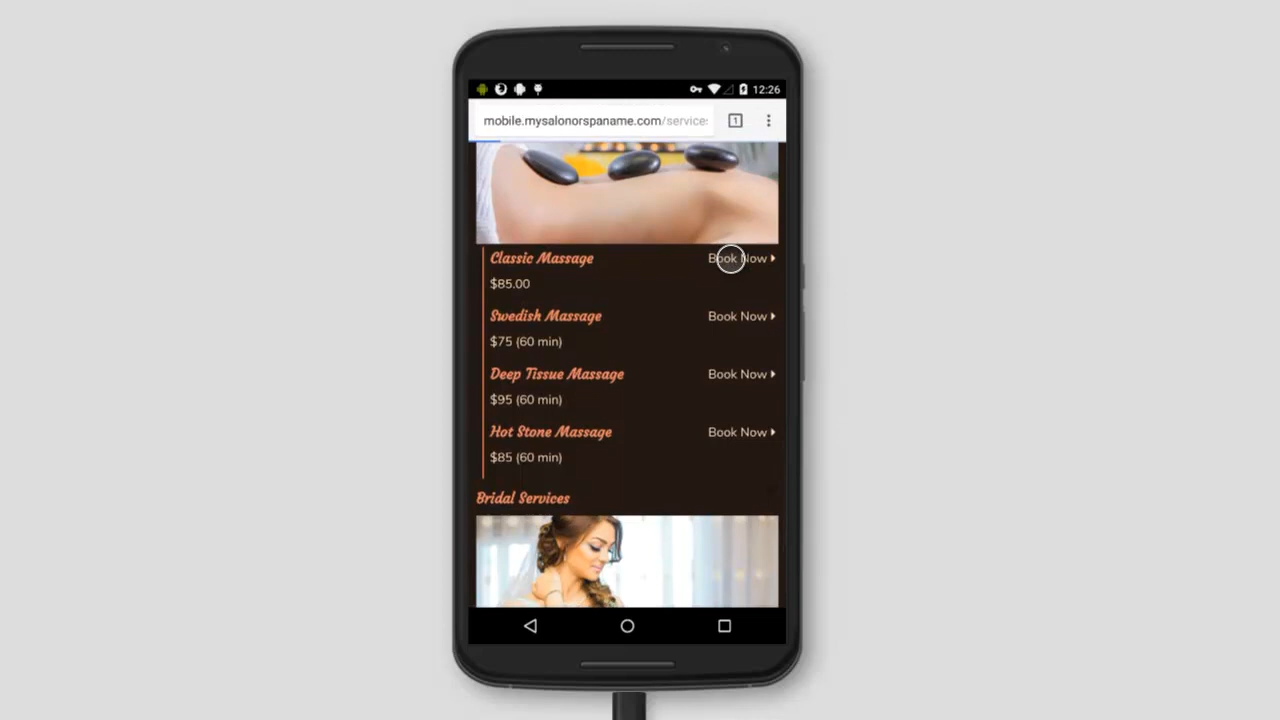 12:26
mobile.mysalonorspaname.com/service
1
Classic Massage Book Now
$85.00
Swedish Massage Book Now
$75 (60 min)
Deep Tissue Massage Book Now
$95 (60 min)
Hot Stone Massage Book Now
$85 (60 min)
Bridal Services